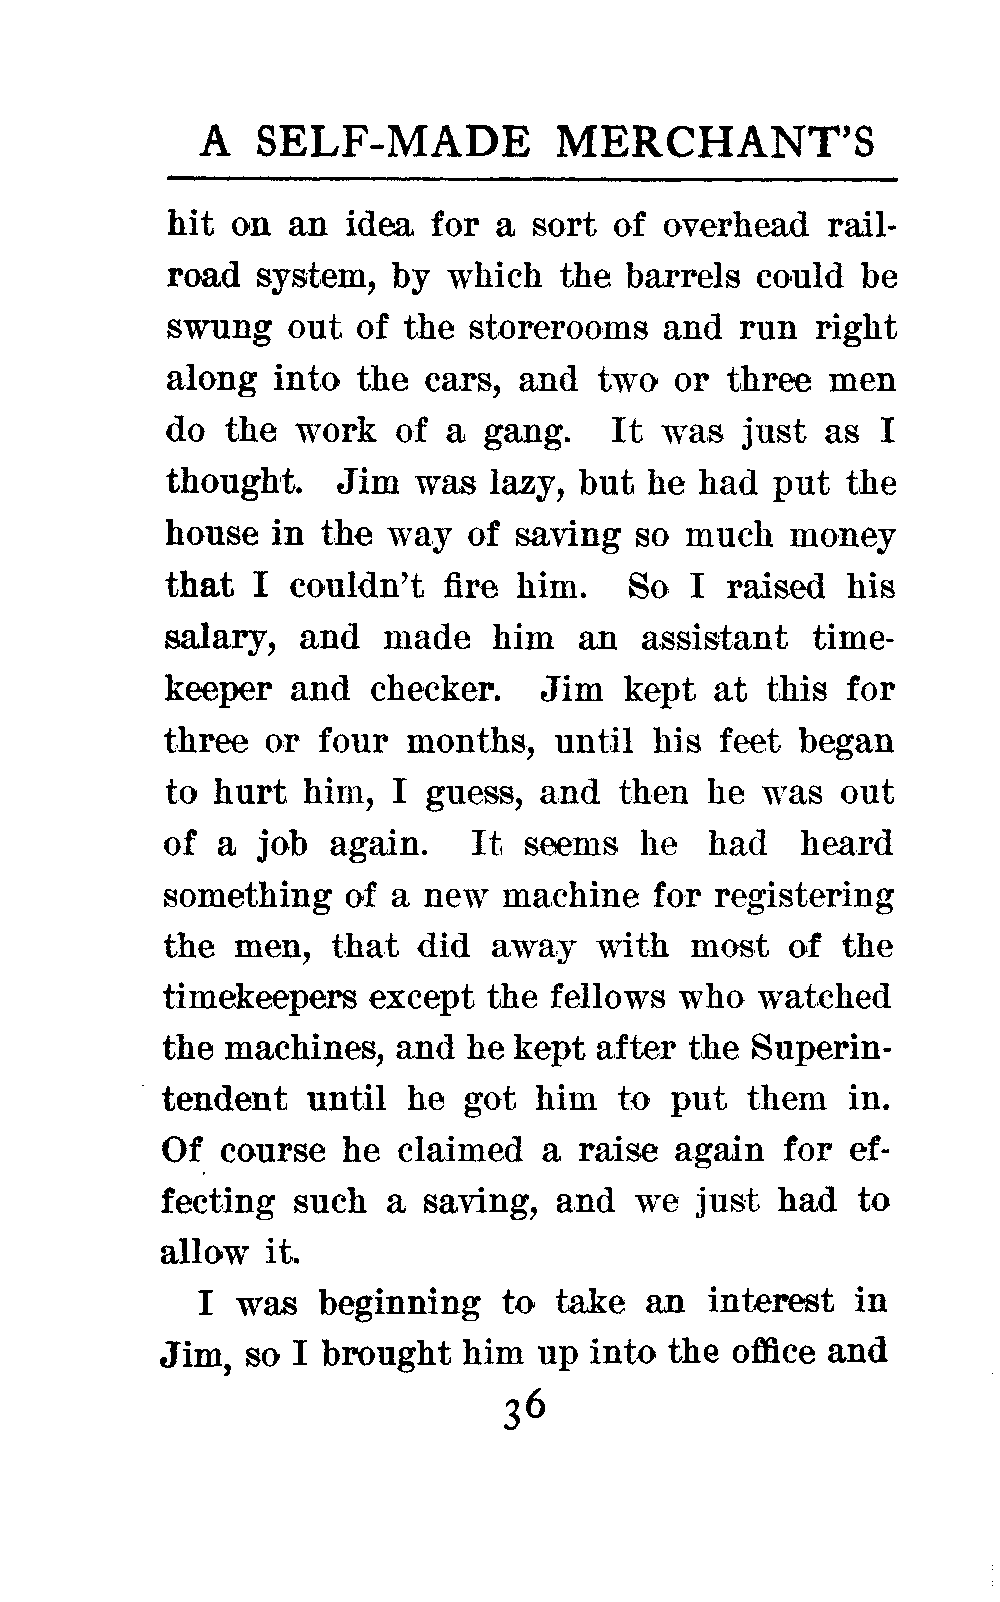 A SELF-MADE MERCHANT'S
hit on an idea for a sort of overhead rail-
road system, by which the barrels could be
swung out of the storerooms and run right
along into the cars, and two or three men
do the work of a gang. It was just as I
thought. Jim was lazy, but he had put the
house in the way of saving so much money
that I couldn't fire him. So I raised his
salary, and made him an assistant time-
keeper and checker. Jim kept at this for
three or four months, until his feet began
to hurt him, I guess, and then he was out
of a job again. It seems he had heard
something of a new machine for registering
the men, that did away with most of the
timekeepers except the fellows who watched
the machines, and he kept after the Superin-
tendent until he got him to put them in.
Of course he claimed a raise again for ef-
fecting such a saving, and we just had to
allow it.
I was beginning to take an interest in
Jim, so I brought him up into the office and
36